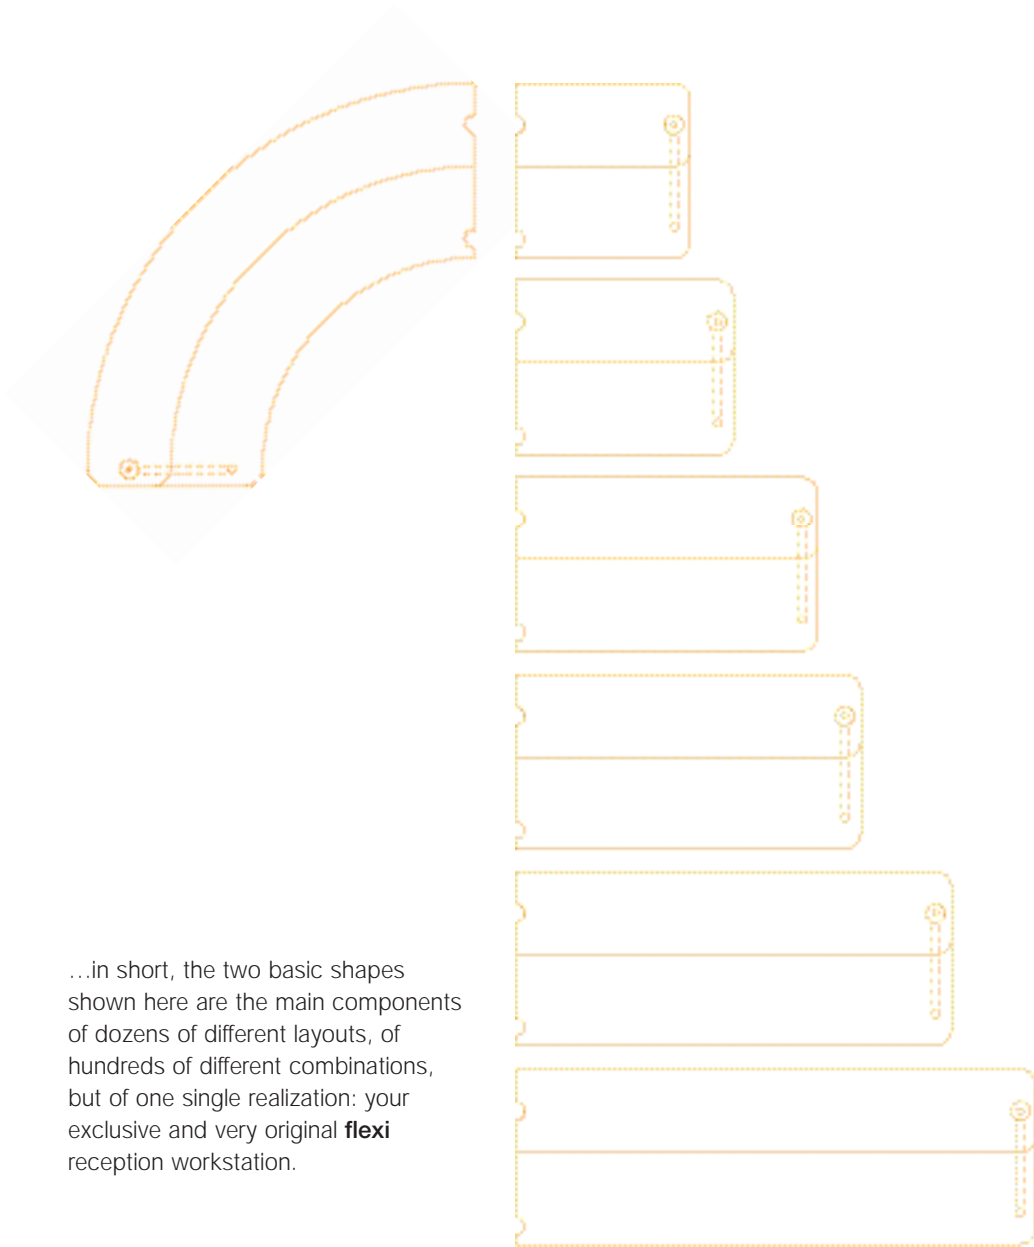 …in short, the two basic shapes
shown here are the main components
of dozens of different layouts, of
hundreds of different combinations,
but of one single realization: your
exclusive and very original flexi
reception workstation.